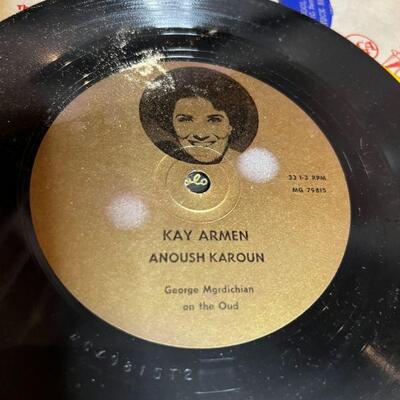 33 1-3 RPM
MG 79815
KAY ARMEN
ANOUSH KAROUN
George Mgrdichian
on the Oud